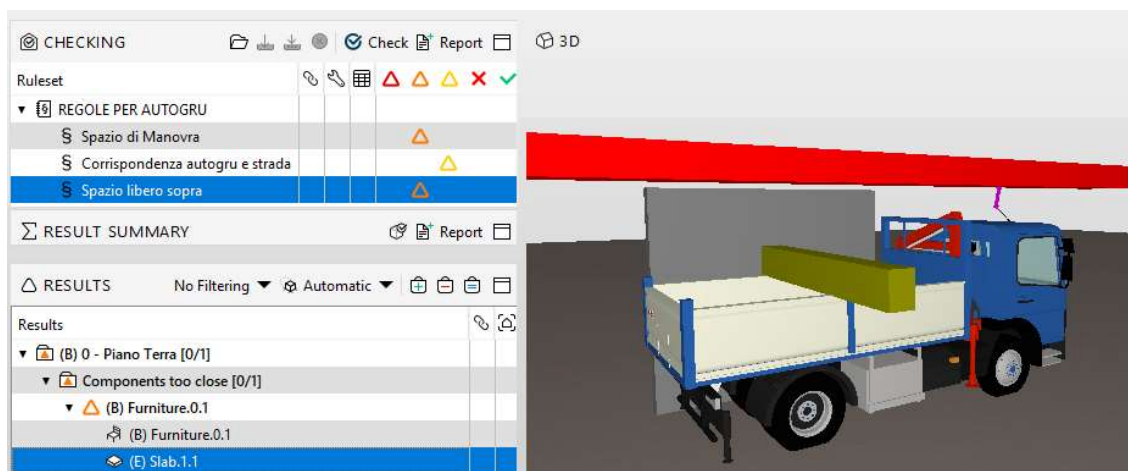 CHECKING Check Report
3D
Ruleset
§ REGOLE PER AUTOGRU
§ Spazio di Manovra
§ Corrispondenza autogru e strada
§ Spazio libero sopra
∑ RESULT SUMMARY Report
RESULTS No Filtering Automatic
Results
(B) 0 - Piano Terra [0/1]
Components too close [0/1]
(B) Furniture.0.1
(B) Furniture.0.1
(E) Slab.1.1